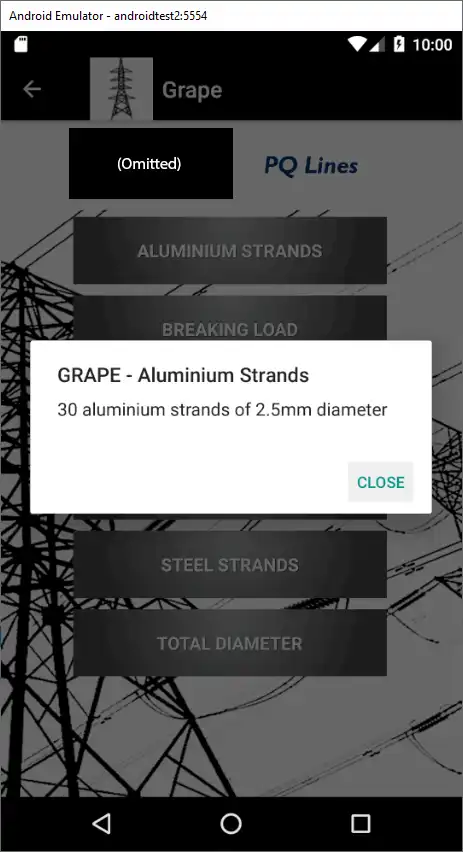 Android Emulator - androidtest2:5554
10:00
Grape
(Omitted)
PQ Lines
ALUMINIUM STRANDS
BREAKING LOAD
GRAPE - Aluminium Strands
30 aluminium strands of 2.5mm diameter
CLOSE
STEEL STRANDS
TOTAL DIAMETER